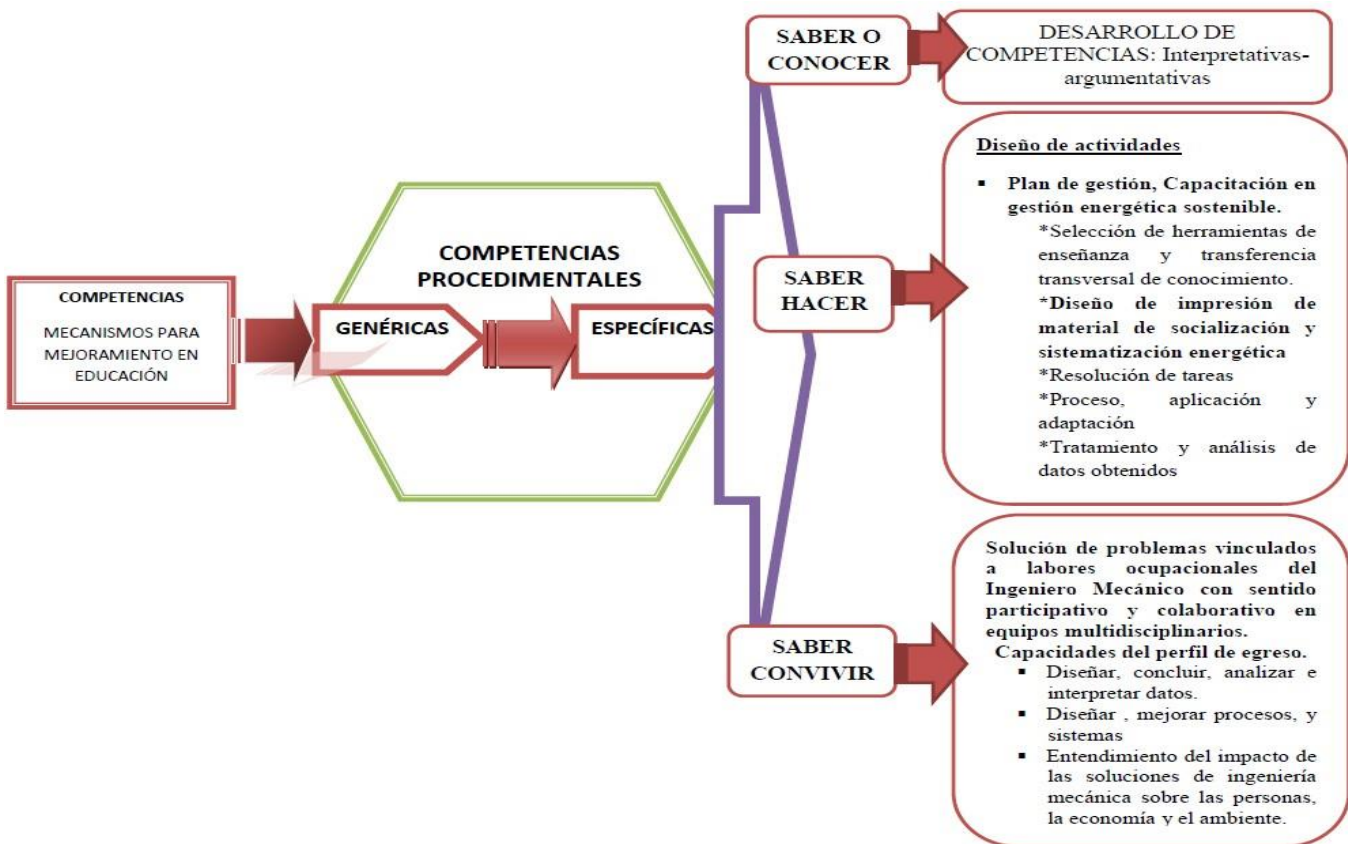 COMPETENCIAS
MECANISMOS PARA
MEJORAMIENTO EN
EDUCACIÓN
COMPETENCIAS
PROCEDIMENTALES
GENÉRICAS
ESPECÍFICAS
SABER O
CONOCER
DESARROLLO DE
COMPETENCIAS: Interpretativas-
argumentativas
SABER
HACER
Diseño de actividades
▪ Plan de gestión, Capacitación en
gestión energética sostenible.
*Selección de herramientas de
enseñanza y transferencia
transversal de conocimiento.
*Diseño de impresión de
material de socialización y
sistematización energética
*Resolución de tareas
*Proceso, aplicación y
adaptación
*Tratamiento y análisis de
datos obtenidos
SABER
CONVIVIR
Solución de problemas vinculados
a labores ocupacionales del
Ingeniero Mecánico con sentido
participativo y colaborativo en
equipos multidisciplinarios.
Capacidades del perfil de egreso.
▪ Diseñar, concluir, analizar e
interpretar datos.
▪ Diseñar , mejorar procesos, y
sistemas
▪ Entendimiento del impacto de
las soluciones de ingeniería
mecánica sobre las personas,
la economía y el ambiente.